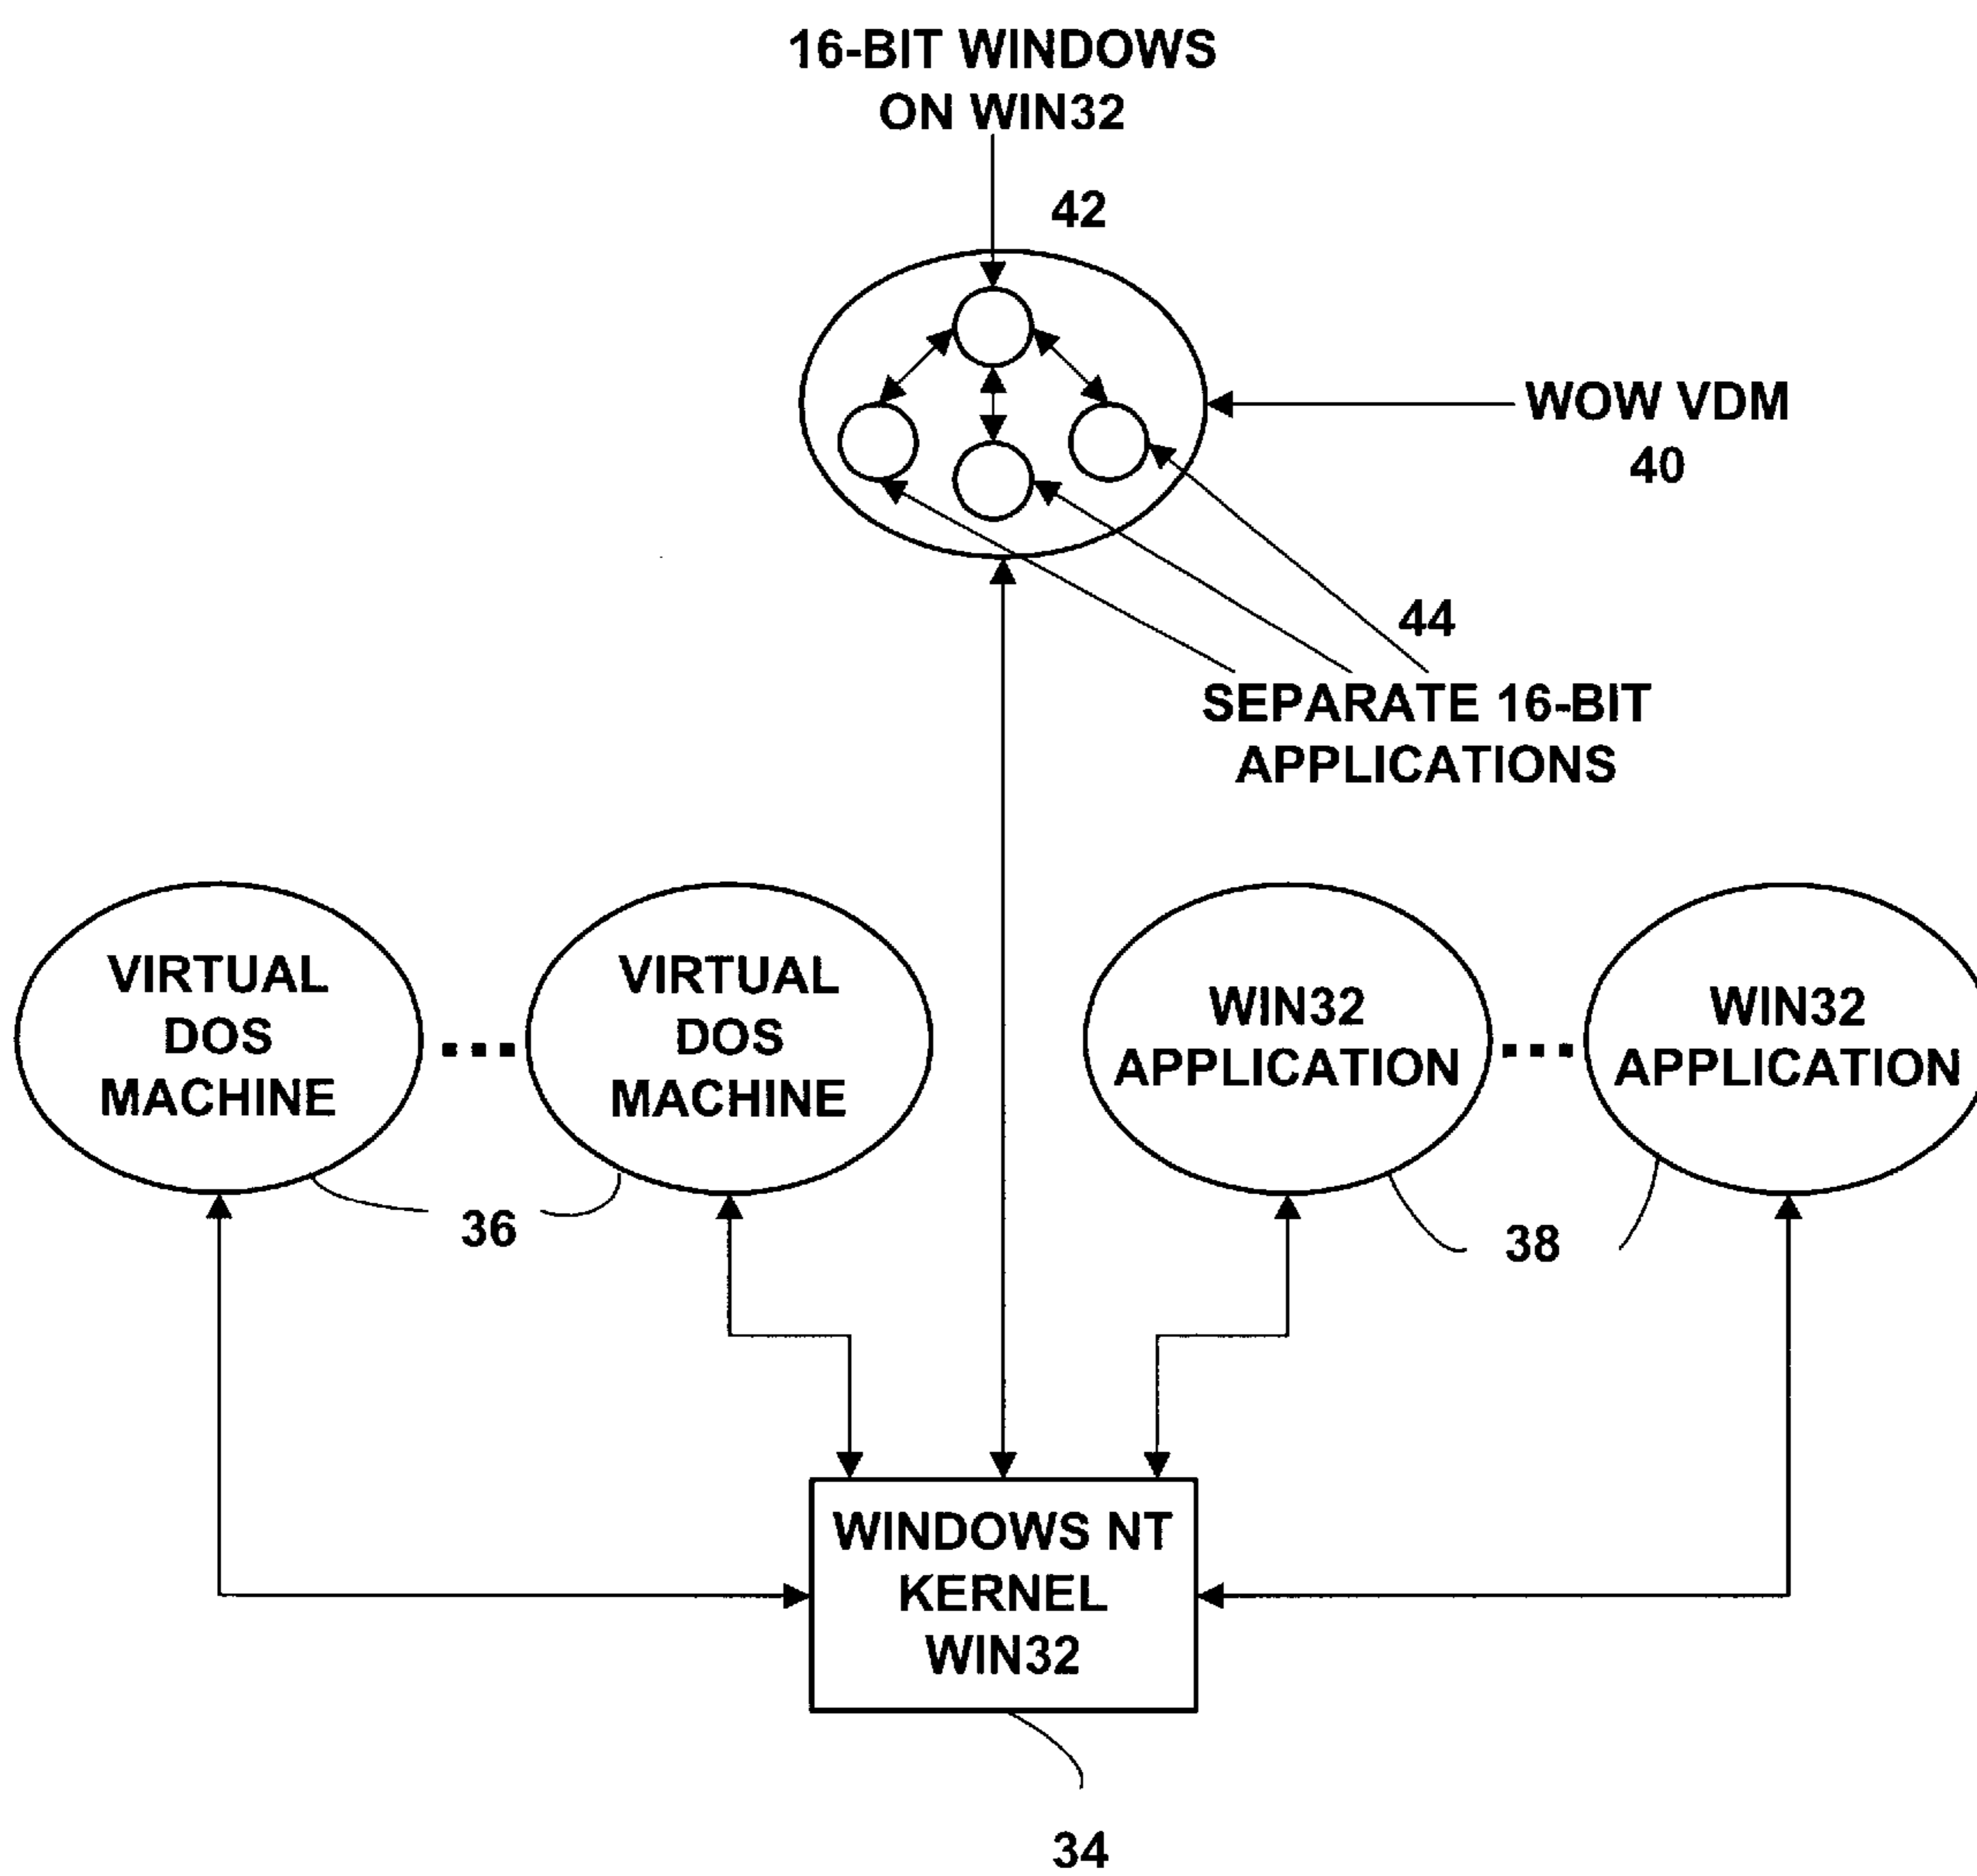 16-BIT WINDOWS
ON WIN32
42
WOW VDM
40
44
SEPARATE 16-BIT
APPLICATIONS
VIRTUAL
DOS
MACHINE
...
VIRTUAL
DOS
MACHINE
WIN32
APPLICATION
...
WIN32
APPLICATION
36
38
WINDOWS NT
KERNEL
WIN32
34